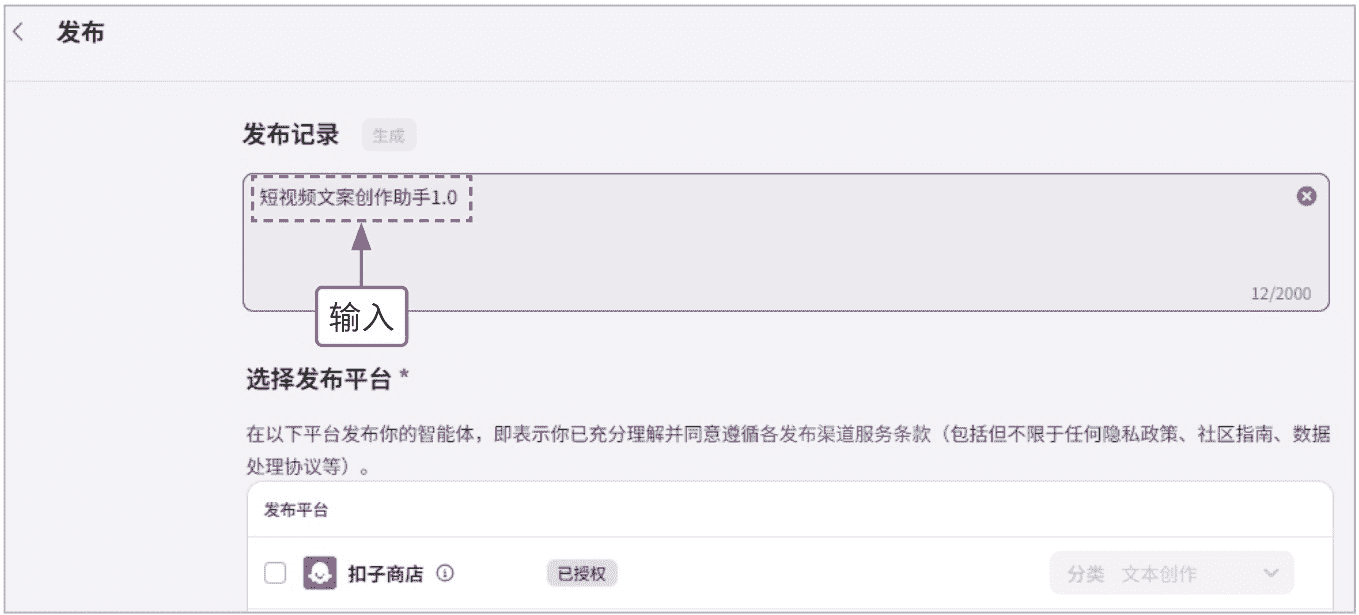 发布
发布记录 生成
短视频文案创作助手1.0
12/2000
输入
选择发布平台 *
在以下平台发布你的智能体，即表示你已充分理解并同意遵循各发布渠道服务条款（包括但不限于任何隐私政策、社区指南、数据
处理协议等）。
发布平台
扣子商店 已授权 分类 文本创作